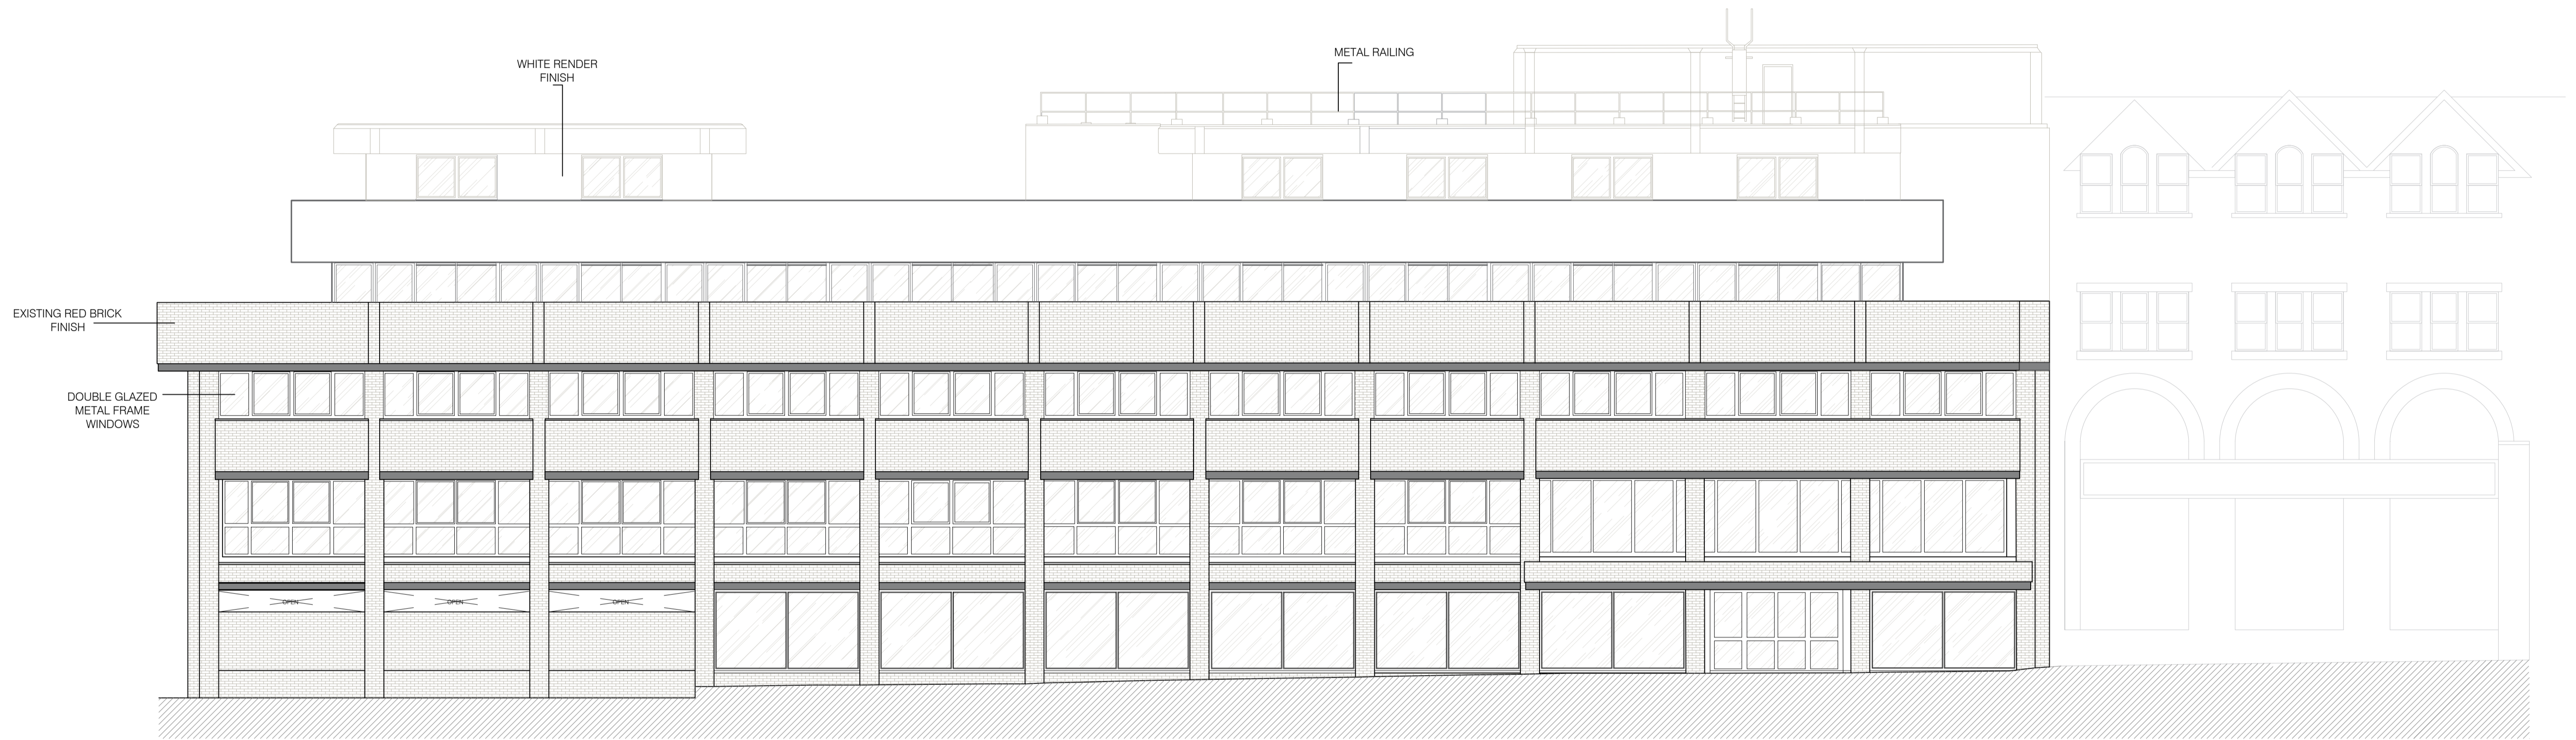 WHITE RENDER
FINISH
METAL RAILING
EXISTING RED BRICK
FINISH
DOUBLE GLAZED
METAL FRAME
WINDOWS
OPEN
OPEN
OPEN